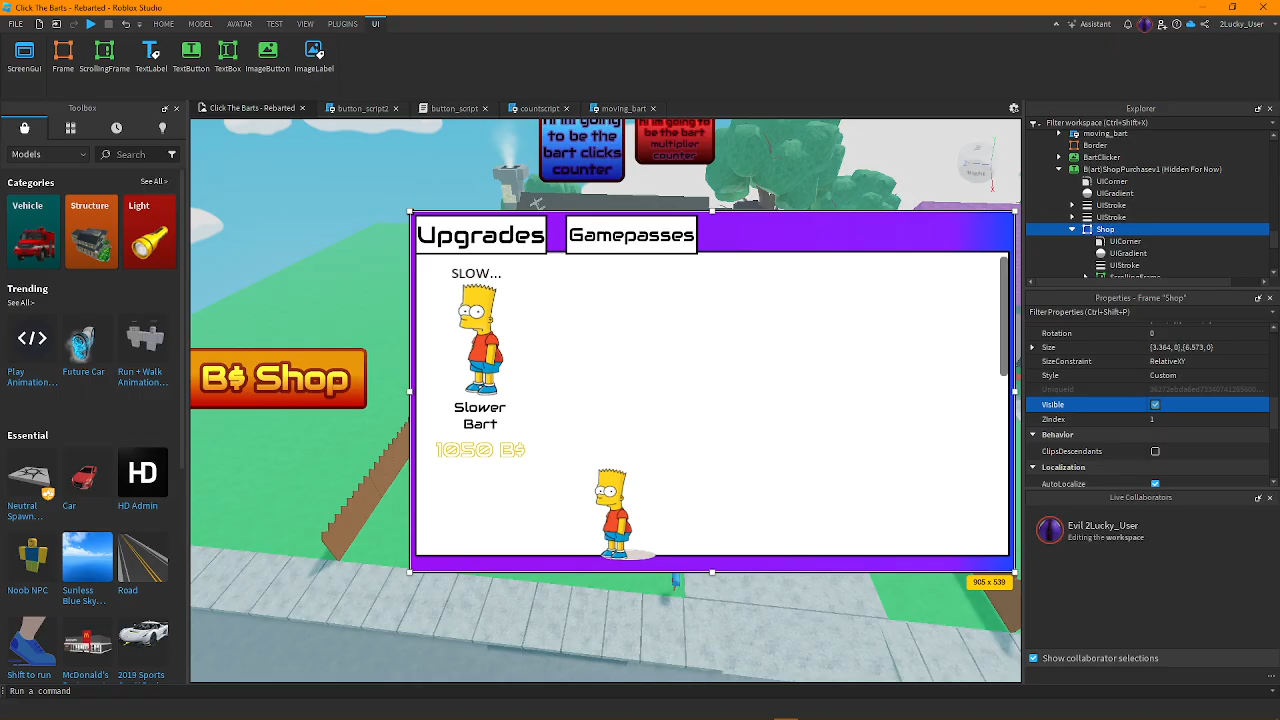 Click The Barts - Rebarted - Roblox Studio
FILE
HOME
MODEL
AVATAR
TEST
VIEW
PLUGINS
UI
Assistant
2Lucky_User
ScreenGui
Frame
ScrollingFrame
TextLabel
TextButton
TextBox
ImageButton
ImageLabel
Toolbox
Click The Barts - Rebarted
button_script2
button_script
countscript
moving_bart
Explorer
Filter workspace (Ctrl+Shift+X)
moving_bart
Border
BartClicker
B(art)ShopPurchasev1 (Hidden For Now)
UICorner
UIGradient
UIStroke
UIStroke
Shop
UICorner
UIGradient
UIStroke
ScrollingFrame
Models
Search
Categories
See All>
Vehicle
Structure
Light
Trending
See All>
Play
Animation...
Future Car
Run + Walk
Animation...
Essential
Neutral
Spawn...
Car
HD
HD Admin
Noob NPC
Sunless
Blue Sky...
Road
Shift to run
McDonald's
2019 Sports
Hi im going
to be the
bart clicks
counter
hi im going to
be the bart
multiplier
counter
Right
B$ Shop
Upgrades
Gamepasses
SLOW...
Slower
Bart
1050 B$
905 x 539
Properties - Frame "Shop"
Filter Properties (Ctrl+Shift+P)
Rotation
0
Size
{3.364, 0},{6.573, 0}
SizeConstraint
RelativeXY
Style
Custom
UniqueId
Visible
ZIndex
1
Behavior
ClipsDescendants
Localization
AutoLocalize
Live Collaborators
Evil 2Lucky_User
Editing the workspace
Show collaborator selections
Run a command